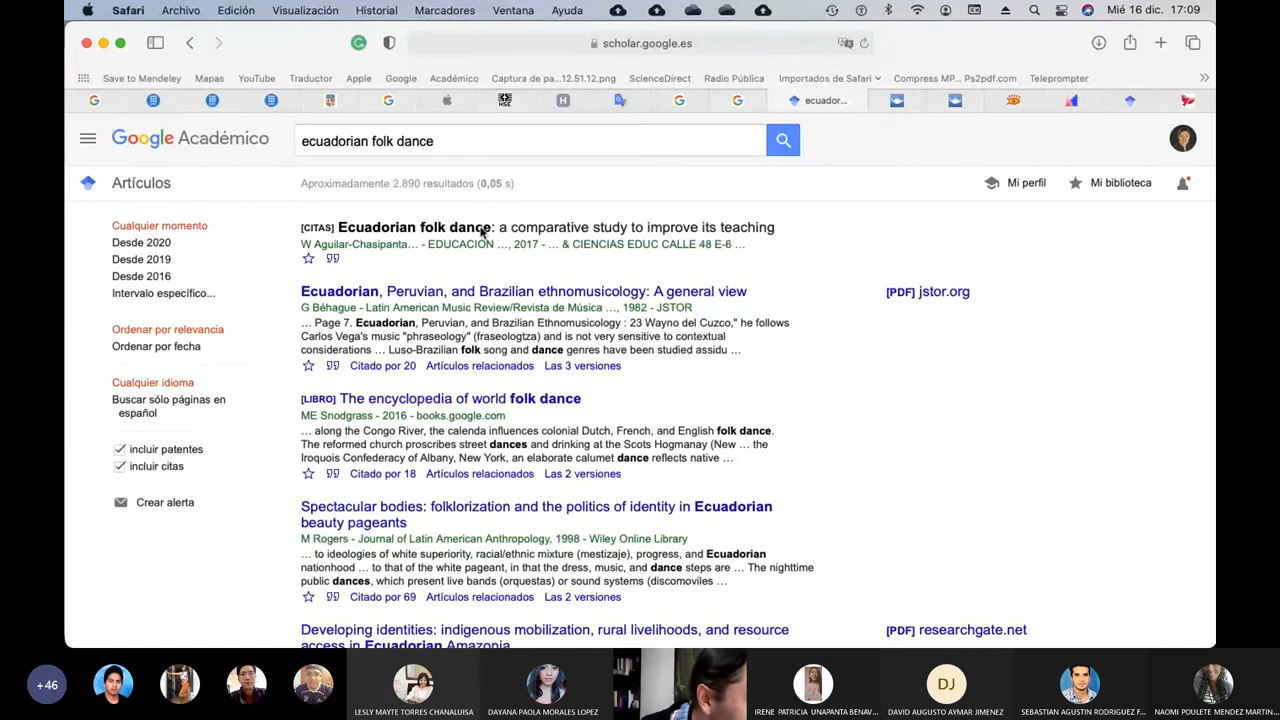 Safari Archivo Edición Visualización Historial Marcadores Ventana Ayuda Mié 16 dic. 17:09
scholar.google.es
Save to Mendeley Mapas YouTube Traductor Apple Google Académico Captura de pa...12.51.12.png ScienceDirect Radio Pública Importados de Safari Compress MP... Ps2pdf.com Teleprompter
ecuador...
Google Académico ecuadorian folk dance
Artículos Aproximadamente 2.890 resultados (0,05 s) Mi perfil Mi biblioteca
Cualquier momento
Desde 2020
Desde 2019
Desde 2016
Intervalo específico...
Ordenar por relevancia
Ordenar por fecha
Cualquier idioma
Buscar sólo páginas en
español
incluir patentes
incluir citas
Crear alerta
[CITAS] Ecuadorian folk dance: a comparative study to improve its teaching
W Aguilar-Chasipanta... - EDUCACIÓN ..., 2017 - ... & CIENCIAS EDUC CALLE 48 E-6 ...
Ecuadorian, Peruvian, and Brazilian ethnomusicology: A general view [PDF] jstor.org
G Béhague - Latin American Music Review/Revista de Música ..., 1982 - JSTOR
... Page 7. Ecuadorian, Peruvian, and Brazilian Ethnomusicology : 23 Wayno del Cuzco," he follows
Carlos Vega's music "phraseology" (fraseologtza) and is not very sensitive to contextual
considerations ... Luso-Brazilian folk song and dance genres have been studied assidu ...
Citado por 20 Artículos relacionados Las 3 versiones
[LIBRO] The encyclopedia of world folk dance
ME Snodgrass - 2016 - books.google.com
... along the Congo River, the calenda influences colonial Dutch, French, and English folk dance.
The reformed church proscribes street dances and drinking at the Scots Hogmanay (New ... the
Iroquois Confederacy of Albany, New York, an elaborate calumet dance reflects native ...
Citado por 18 Artículos relacionados Las 2 versiones
Spectacular bodies: folklorization and the politics of identity in Ecuadorian
beauty pageants
M Rogers - Journal of Latin American Anthropology, 1998 - Wiley Online Library
... to ideologies of white superiority, racial/ethnic mixture (mestizaje), progress, and Ecuadorian
nationhood ... to that of the white pageant, in that the dress, music, and dance steps are ... The nighttime
public dances, which present live bands (orquestas) or sound systems (discomoviles ...
Citado por 69 Artículos relacionados Las 2 versiones
Developing identities: indigenous mobilization, rural livelihoods, and resource [PDF] researchgate.net
access in Ecuadorian Amazonia
+46 DJ
LESLY MAYTE TORRES CHANALUISA DAYANA PAOLA MORALES LOPEZ IRENE PATRICIA UNAPANTA BENAV... DAVID AUGUSTO AYMAR JIMENEZ SEBASTIAN AGUSTIN RODRIGUEZ F... NAOMI POULETE MENDEZ MARTIN...